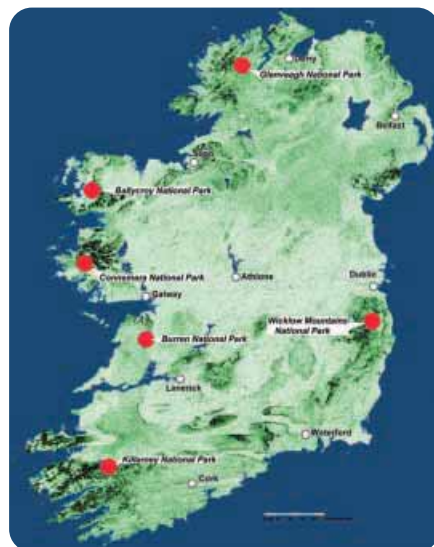 Derry
Glenveagh National Park
Belfast
Sligo
Ballycroy National Park
Connemara National Park
Athlone
Dublin
Galway
Wicklow Mountains
National Park
Burren National Park
Limerick
Waterford
Killarney National Park
Cork